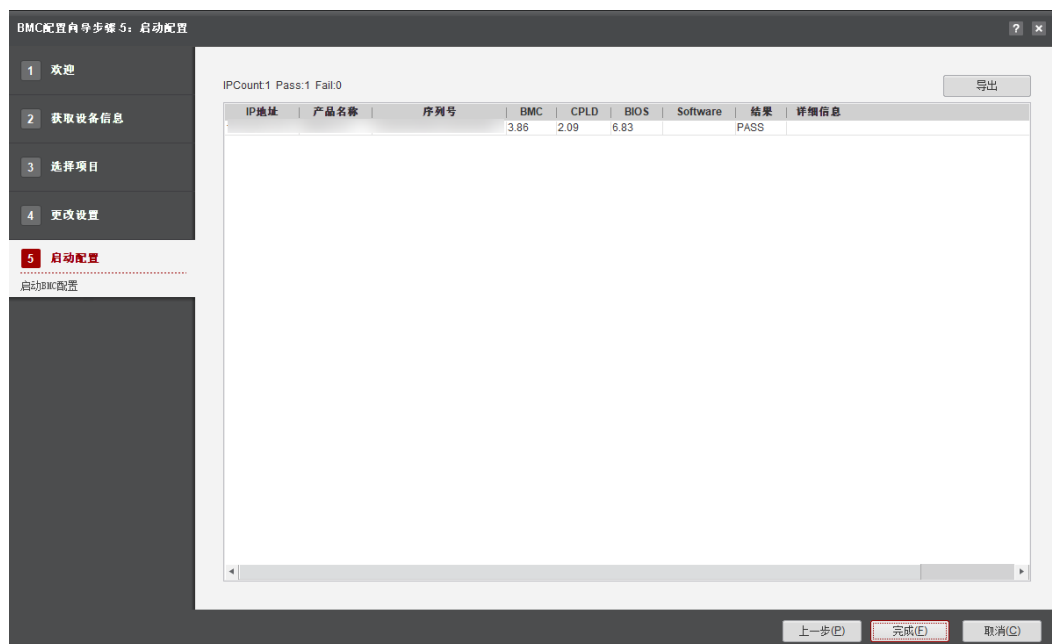 BMC配置向导步骤 5：启动配置
? ×
1 欢迎
2 获取设备信息
3 选择项目
4 更改设置
5 启动配置
启动BMC配置
IPCount:1 Pass:1 Fail:0
导出
IP地址 产品名称 序列号 BMC CPLD BIOS Software 结果 详细信息
3.86 2.09 6.83 PASS
上一步(P) 完成(F) 取消(C)